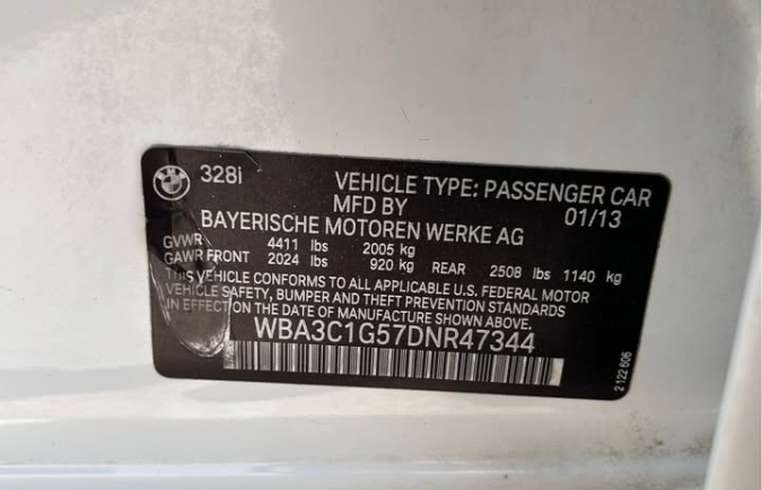 BMW
328i VEHICLE TYPE: PASSENGER CAR
MFD BY 01/13
BAYERISCHE MOTOREN WERKE AG
GVWR 4411 lbs 2005 kg
GAWR FRONT 2024 lbs 920 kg REAR 2508 lbs 1140 kg
THIS VEHICLE CONFORMS TO ALL APPLICABLE U.S. FEDERAL MOTOR
VEHICLE SAFETY, BUMPER AND THEFT PREVENTION STANDARDS
IN EFFECT ON THE DATE OF MANUFACTURE SHOWN ABOVE.
WBA3C1G57DNR47344
2 122 606